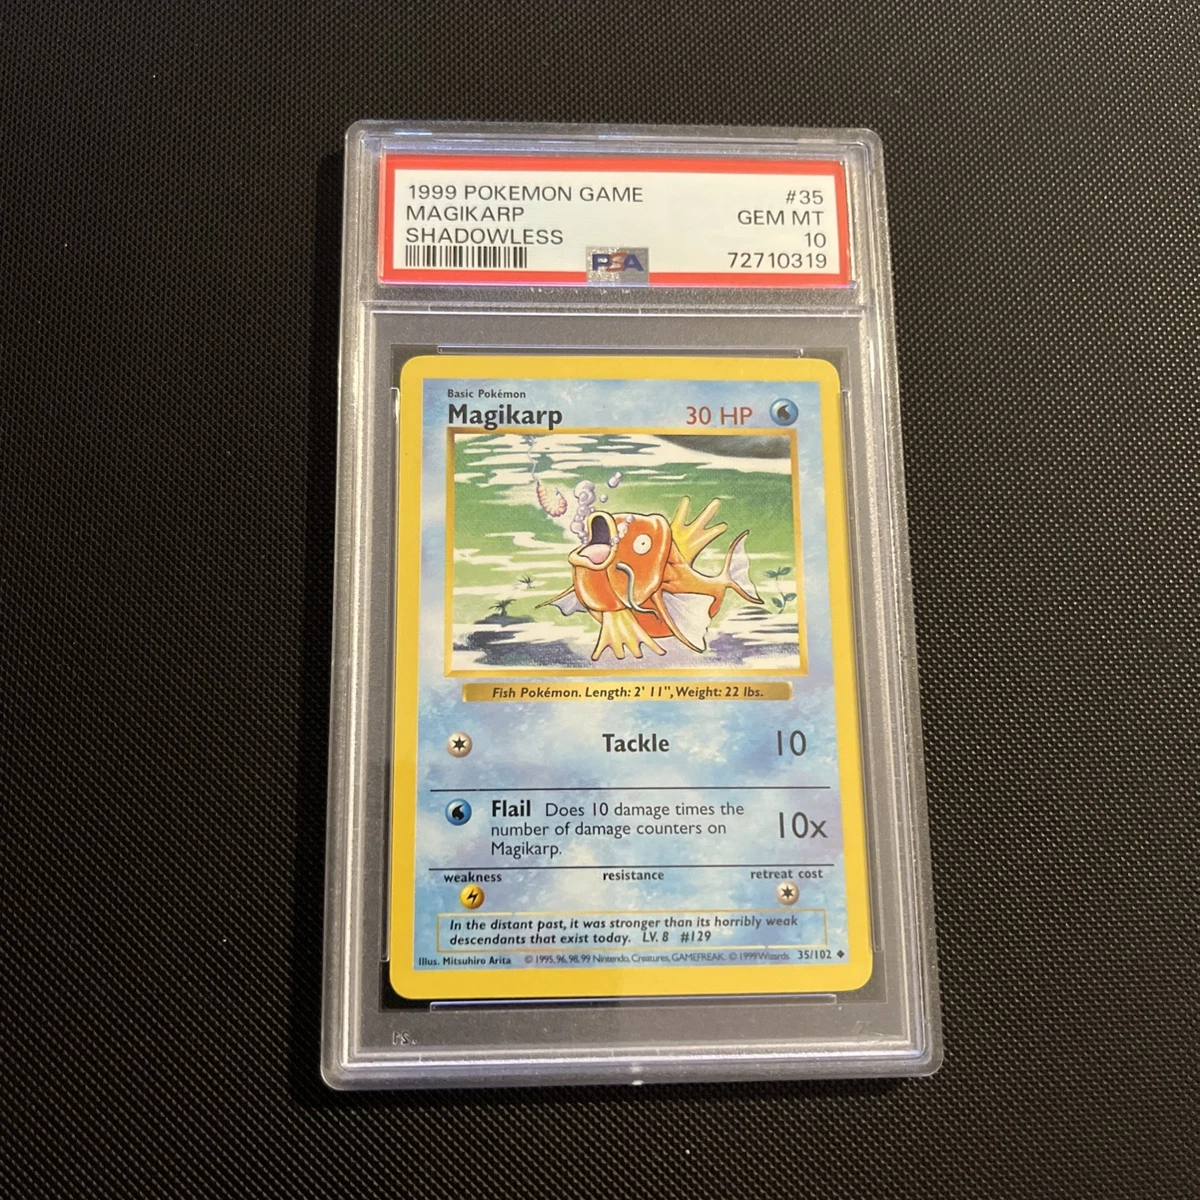 1999 POKEMON GAME #35
MAGIKARP GEM MT
SHADOWLESS 10
PSA 72710319
Basic Pokémon
Magikarp 30 HP
Fish Pokémon. Length: 2' 11", Weight: 22 lbs.
Tackle 10
Flail Does 10 damage times the
number of damage counters on
Magikarp.
10x
weakness resistance retreat cost
In the distant past, it was stronger than its horribly weak
descendants that exist today. LV. 8 #129
Illus. Mitsuhiro Arita © 1995, 96, 98, 99 Nintendo, Creatures, GAMEFREAK. © 1999 Wizards. 35/102